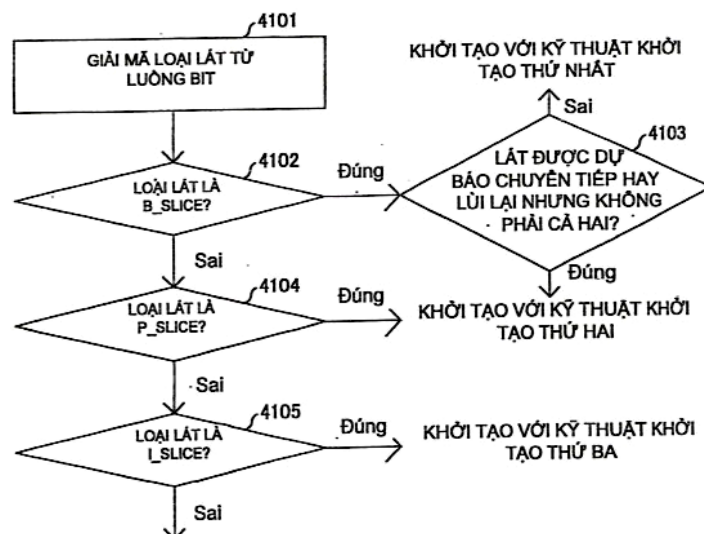 4101
GIẢI MÃ LOẠI LÁT TỪ
LUỒNG BIT
KHỞI TẠO VỚI KỸ THUẬT KHỞI
TẠO THỨ NHẤT
Sai
4102
LOẠI LÁT LÀ
B_SLICE?
Đúng
4103
LÁT ĐƯỢC DỰ
BÁO CHUYỂN TIẾP HAY
LÙI LẠI NHƯNG KHÔNG
PHẢI CẢ HAI?
Sai
Đúng
4104
LOẠI LÁT LÀ
P_SLICE?
Đúng
KHỞI TẠO VỚI KỸ THUẬT KHỞI
TẠO THỨ HAI
Sai
4105
LOẠI LÁT LÀ
I_SLICE?
Đúng
KHỞI TẠO VỚI KỸ THUẬT KHỞI
TẠO THỨ BA
Sai